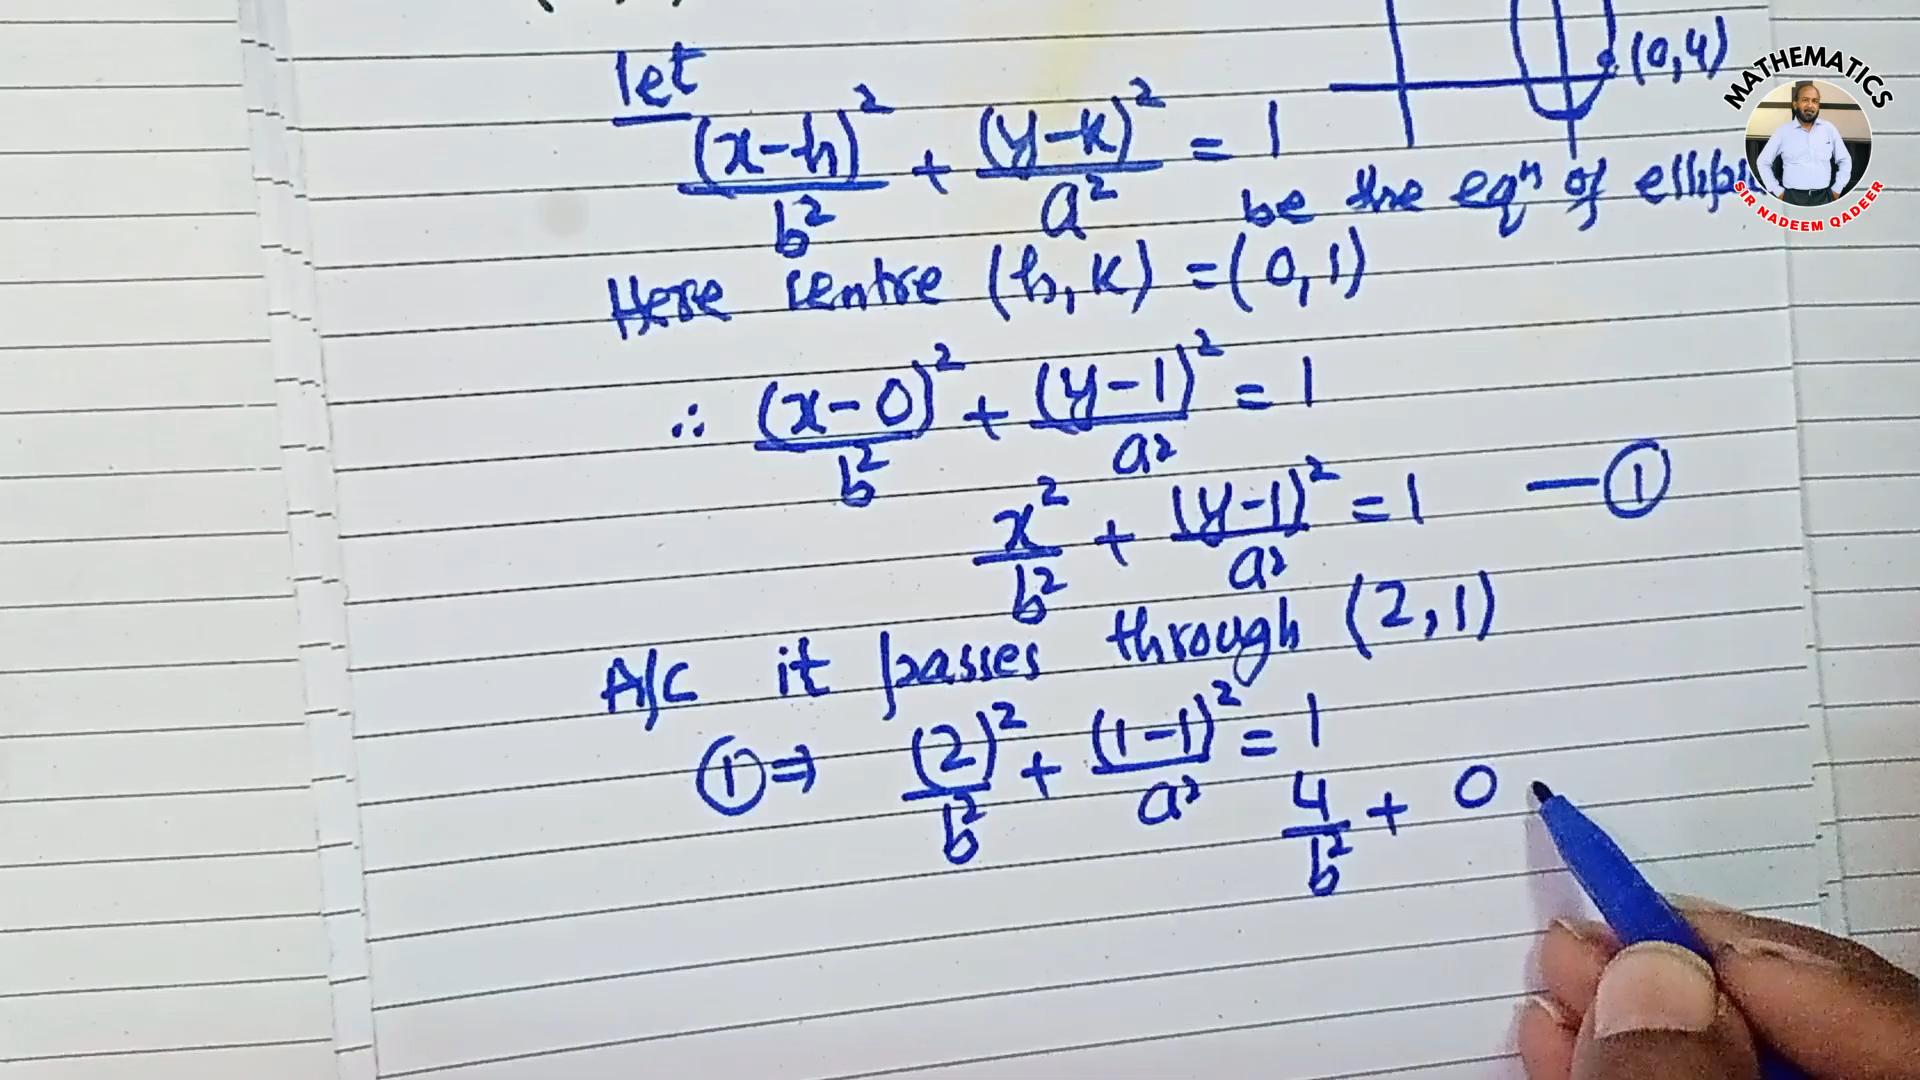 let
(0,4)
MATHEMATICS
(x-h)²/b² + (y-k)²/a² = 1
be the eqⁿ of
SIR NADEEM QADEER
Here centre (h, k) = (0, 1)
∴ (x-0)²/b² + (y-1)²/a² = 1
x²/b² + (y-1)²/a² = 1 —①
A/C it passes through (2, 1)
①⇒ (2)²/b² + (1-1)²/a² = 1
4/b² + 0